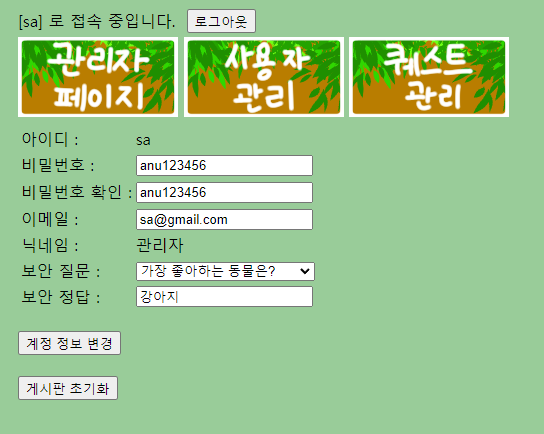 [sa] 로 접속 중입니다. 로그아웃
관리자 페이지
사용자 관리
퀘스트 관리
아이디 : sa
비밀번호 : anu123456
비밀번호 확인 : anu123456
이메일 : sa@gmail.com
닉네임 : 관리자
보안 질문 : 가장 좋아하는 동물은?
보안 정답 : 강아지
계정 정보 변경
게시판 초기화